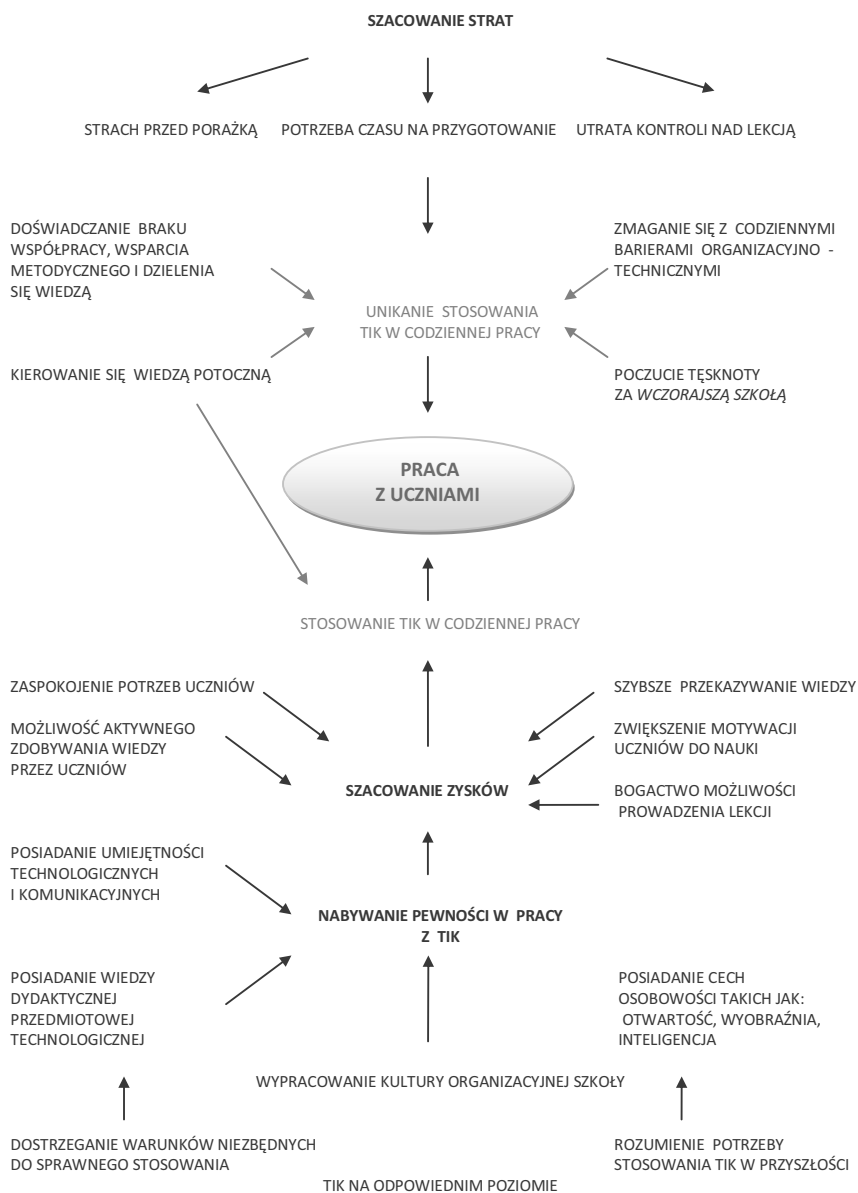 SZACOWANIE STRAT
STRACH PRZED PORAŻKĄ
POTRZEBA CZASU NA PRZYGOTOWANIE
UTRATA KONTROLI NAD LEKCJĄ
DOŚWIADCZANIE BRAKU
WSPÓŁPRACY, WSPARCIA
METODYCZNEGO I DZIELENIA
SIĘ WIEDZĄ
ZMAGANIE SIĘ Z CODZIENNYMI
BARIERAMI ORGANIZACYJNO -
TECHNICZNYMI
UNIKANIE STOSOWANIA
TIK W CODZIENNEJ PRACY
KIEROWANIE SIĘ WIEDZĄ POTOCZNĄ
POCZUCIE TĘSKNOTY
ZA WCZORAJSZĄ SZKOŁĄ
PRACA
Z UCZNIAMI
STOSOWANIE TIK W CODZIENNEJ PRACY
ZASPOKOJENIE POTRZEB UCZNIÓW
SZYBSZE PRZEKAZYWANIE WIEDZY
MOŻLIWOŚĆ AKTYWNEGO
ZDOBYWANIA WIEDZY
PRZEZ UCZNIÓW
ZWIĘKSZENIE MOTYWACJI
UCZNIÓW DO NAUKI
SZACOWANIE ZYSKÓW
BOGACTWO MOŻLIWOŚCI
PROWADZENIA LEKCJI
POSIADANIE UMIEJĘTNOŚCI
TECHNOLOGICZNYCH
I KOMUNIKACYJNYCH
NABYWANIE PEWNOŚCI W PRACY
Z TIK
POSIADANIE WIEDZY
DYDAKTYCZNEJ
PRZEDMIOTOWEJ
TECHNOLOGICZNEJ
POSIADANIE CECH
OSOBOWOŚCI TAKICH JAK:
OTWARTOŚĆ, WYOBRAŹNIA,
INTELIGENCJA
WYPRACOWANIE KULTURY ORGANIZACYJNEJ SZKOŁY
DOSTRZEGANIE WARUNKÓW NIEZBĘDNYCH
DO SPRAWNEGO STOSOWANIA
ROZUMIENIE POTRZEBY
STOSOWANIA TIK W PRZYSZŁOŚCI
TIK NA ODPOWIEDNIM POZIOMIE